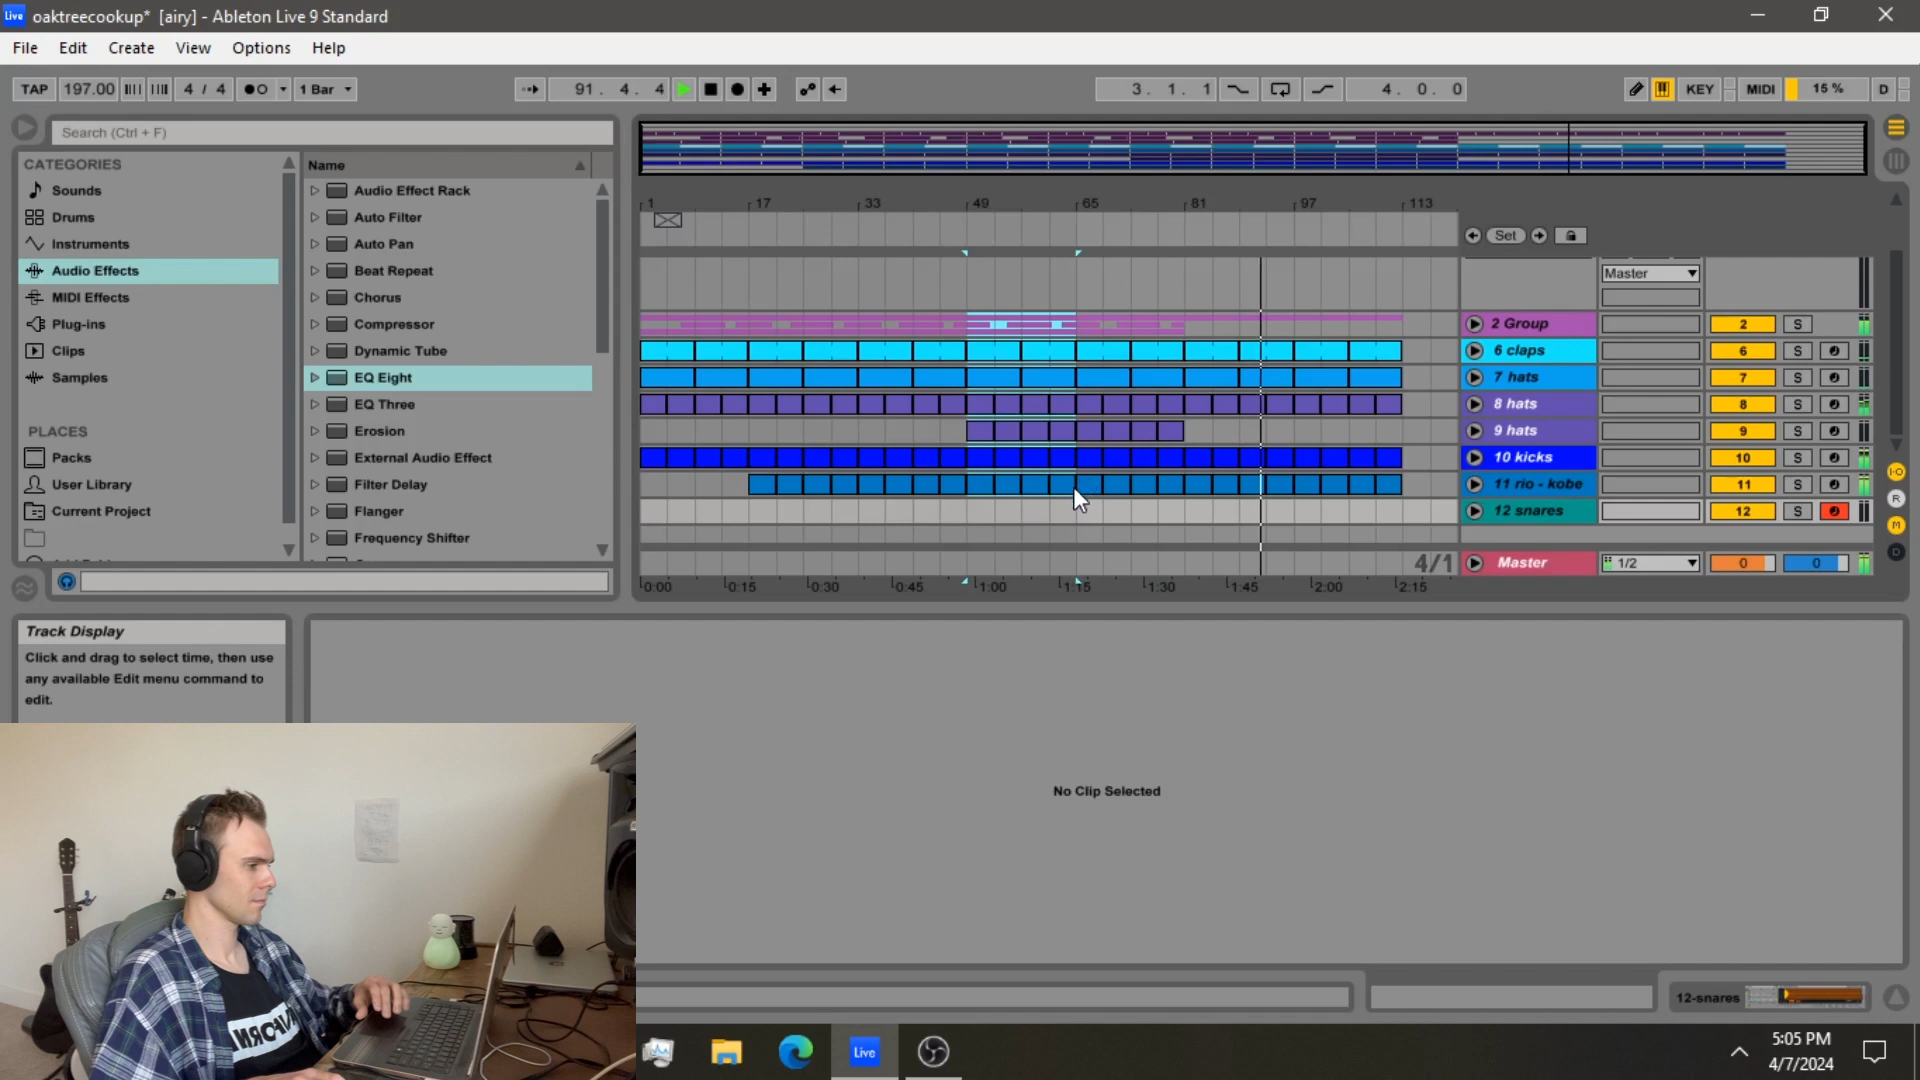 Live oaktreecookup* [airy] - Ableton Live 9 Standard
File Edit Create View Options Help
TAP 197.00 4 / 4 1 Bar 91. 4. 4 3. 1. 1 4. 0. 0 KEY MIDI 15 % D
Search (Ctrl + F)
CATEGORIES
Sounds
Drums
Instruments
Audio Effects
MIDI Effects
Plug-ins
Clips
Samples
PLACES
Packs
User Library
Current Project
Name
Audio Effect Rack
Auto Filter
Auto Pan
Beat Repeat
Chorus
Compressor
Dynamic Tube
EQ Eight
EQ Three
Erosion
External Audio Effect
Filter Delay
Flanger
Frequency Shifter
1 17 33 49 65 81 97 113
Set
Master
2 Group 2 S
6 claps 6 S
7 hats 7 S
8 hats 8 S
9 hats 9 S
10 kicks 10 S
11 rio - kobe 11 S
12 snares 12 S
4/1 Master 1/2 0 0
I-O
R
M
D
0:00 0:15 0:30 0:45 1:00 1:15 1:30 1:45 2:00 2:15
Track Display
Click and drag to select time, then use
any available Edit menu command to
edit.
No Clip Selected
12-snares
Live
5:05 PM
4/7/2024